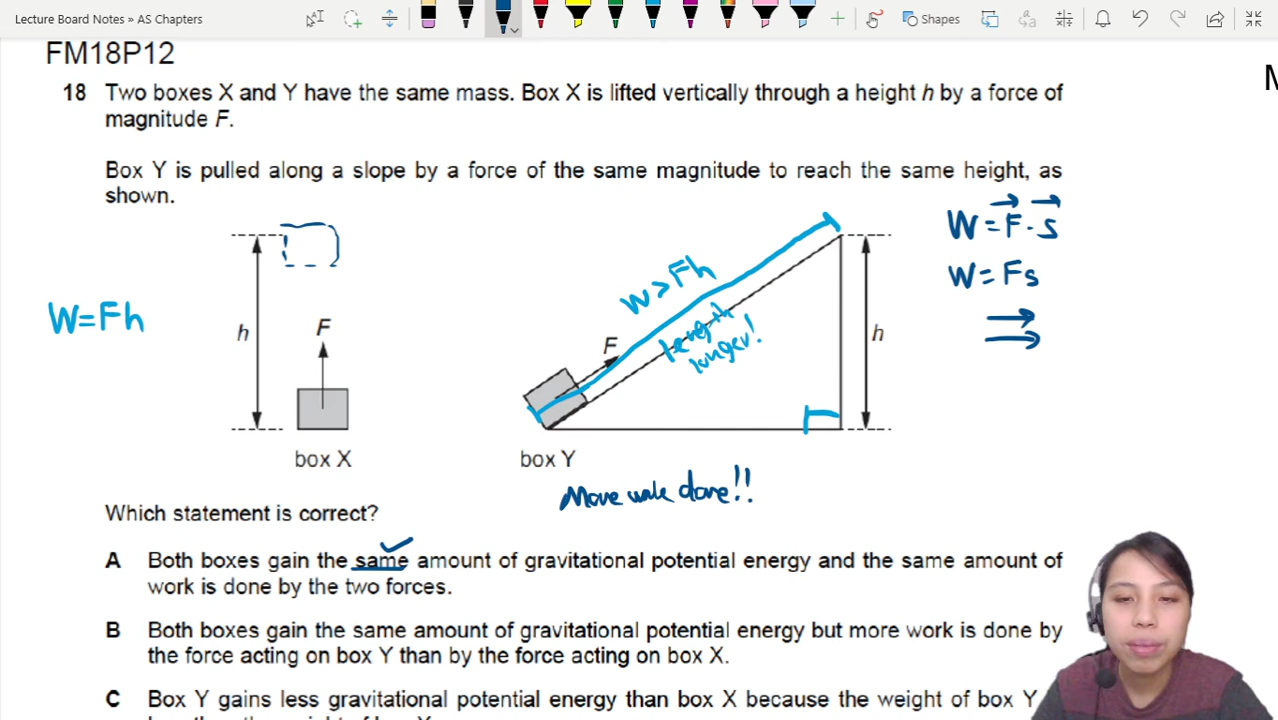 Lecture Board Notes » AS Chapters
Shapes
FM18P12
M
18 Two boxes X and Y have the same mass. Box X is lifted vertically through a height h by a force of
magnitude F.
Box Y is pulled along a slope by a force of the same magnitude to reach the same height, as
shown.
W = F · s
W = Fs
W=Fh
W > Fh
length
longer!
h
F
F
h
box X
box Y
Move work done!!
Which statement is correct?
A Both boxes gain the same amount of gravitational potential energy and the same amount of
work is done by the two forces.
B Both boxes gain the same amount of gravitational potential energy but more work is done by
the force acting on box Y than by the force acting on box X.
C Box Y gains less gravitational potential energy than box X because the weight of box Y